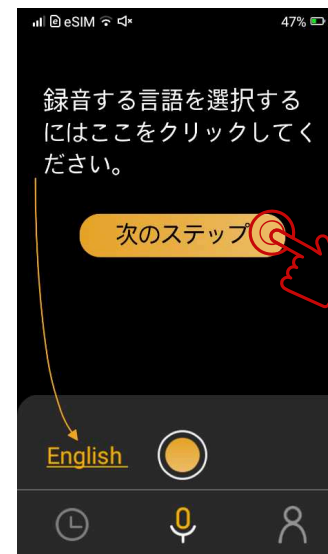 eSIM 47%
録音する言語を選択する
にはここをクリックしてく
ださい。
次のステップ
English